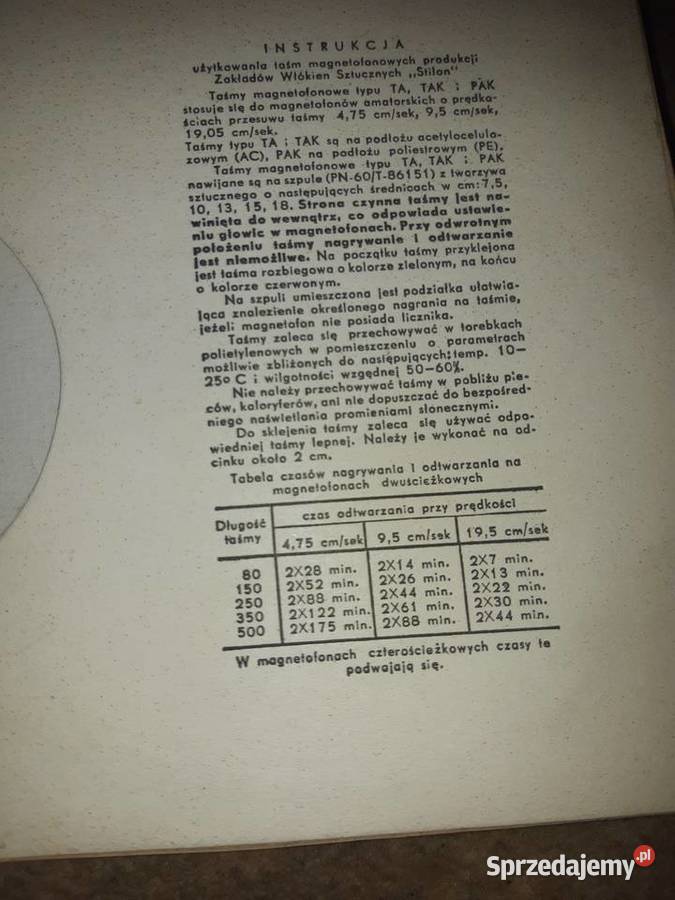 INSTRUKCJA
użytkowania taśm magnetofonowych produkcji
Zakładów Włókien Sztucznych „Stilon"
Taśmy magnetofonowe typu TA, TAK i PAK
stosuje się do magnetofonów amatorskich o prędko-
ściach przesuwu taśmy 4,75 cm/sek, 9,5 cm/sek,
19,05 cm/sek.
Taśmy typu TA i TAK są na podłożu acetylocelulo-
zowym (AC), PAK na podłożu poliestrowym (PE),
Taśmy magnetofonowe typu TA, TAK i PAK
nawijane są na szpule (PN-60/T-86151) z tworzywa
sztucznego o następujących średnicach w cm: 7,5,
10, 13, 15, 18. Strona czynna taśmy jest na-
winięta do wewnątrz, co odpowiada ustawie-
niu głowic w magnetofonach. Przy odwrotnym
położeniu taśmy nagrywanie i odtwarzanie
jest niemożliwe. Na początku taśmy przyklejona
jest taśma rozbiegowa o kolorze zielonym, na końcu
o kolorze czerwonym.
Na szpuli umieszczona jest podziałka ułatwia-
jąca znalezienie określonego nagrania na taśmie,
jeżeli magnetofon nie posiada licznika.
Taśmy zaleca się przechowywać w torebkach
polietylenowych w pomieszczeniu o parametrach
możliwie zbliżonych do następujących: temp. 10—
25° C i wilgotności wzgędnej 50—60%.
Nie należy przechowywać taśmy w pobliżu pie-
ców, kaloryferów, ani nie dopuszczać do bezpośred-
niego naświetlania promieniami słonecznymi.
Do sklejenia taśmy zaleca się używać odpo-
wiedniej taśmy lepnej. Należy je wykonać na od-
cinku około 2 cm.
Tabela czasów nagrywania i odtwarzania na
magnetofonach dwuścieżkowych
Długość taśmy czas odtwarzania przy prędkości
4,75 cm/sek 9,5 cm/sek 19,5 cm/sek
80 2X28 min. 2X14 min. 2X7 min.
150 2X52 min. 2X26 min. 2X13 min.
250 2X88 min. 2X44 min. 2X22 min.
350 2X122 min. 2X61 min. 2X30 min.
500 2X175 min. 2X88 min. 2X44 min.
W magnetofonach czterościeżkowych czasy te
podwajają się.
Sprzedajemy.pl